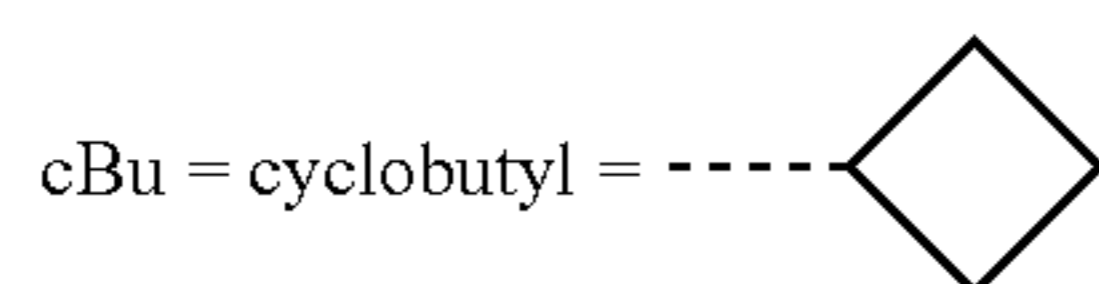 cBu = cyclobutyl =